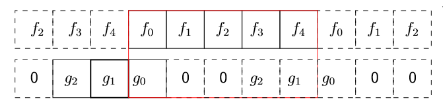 f₂ f₃ f₄ f₀ f₁ f₂ f₃ f₄ f₀ f₁ f₂
0 g₂ g₁ g₀ 0 0 g₂ g₁ g₀ 0 0